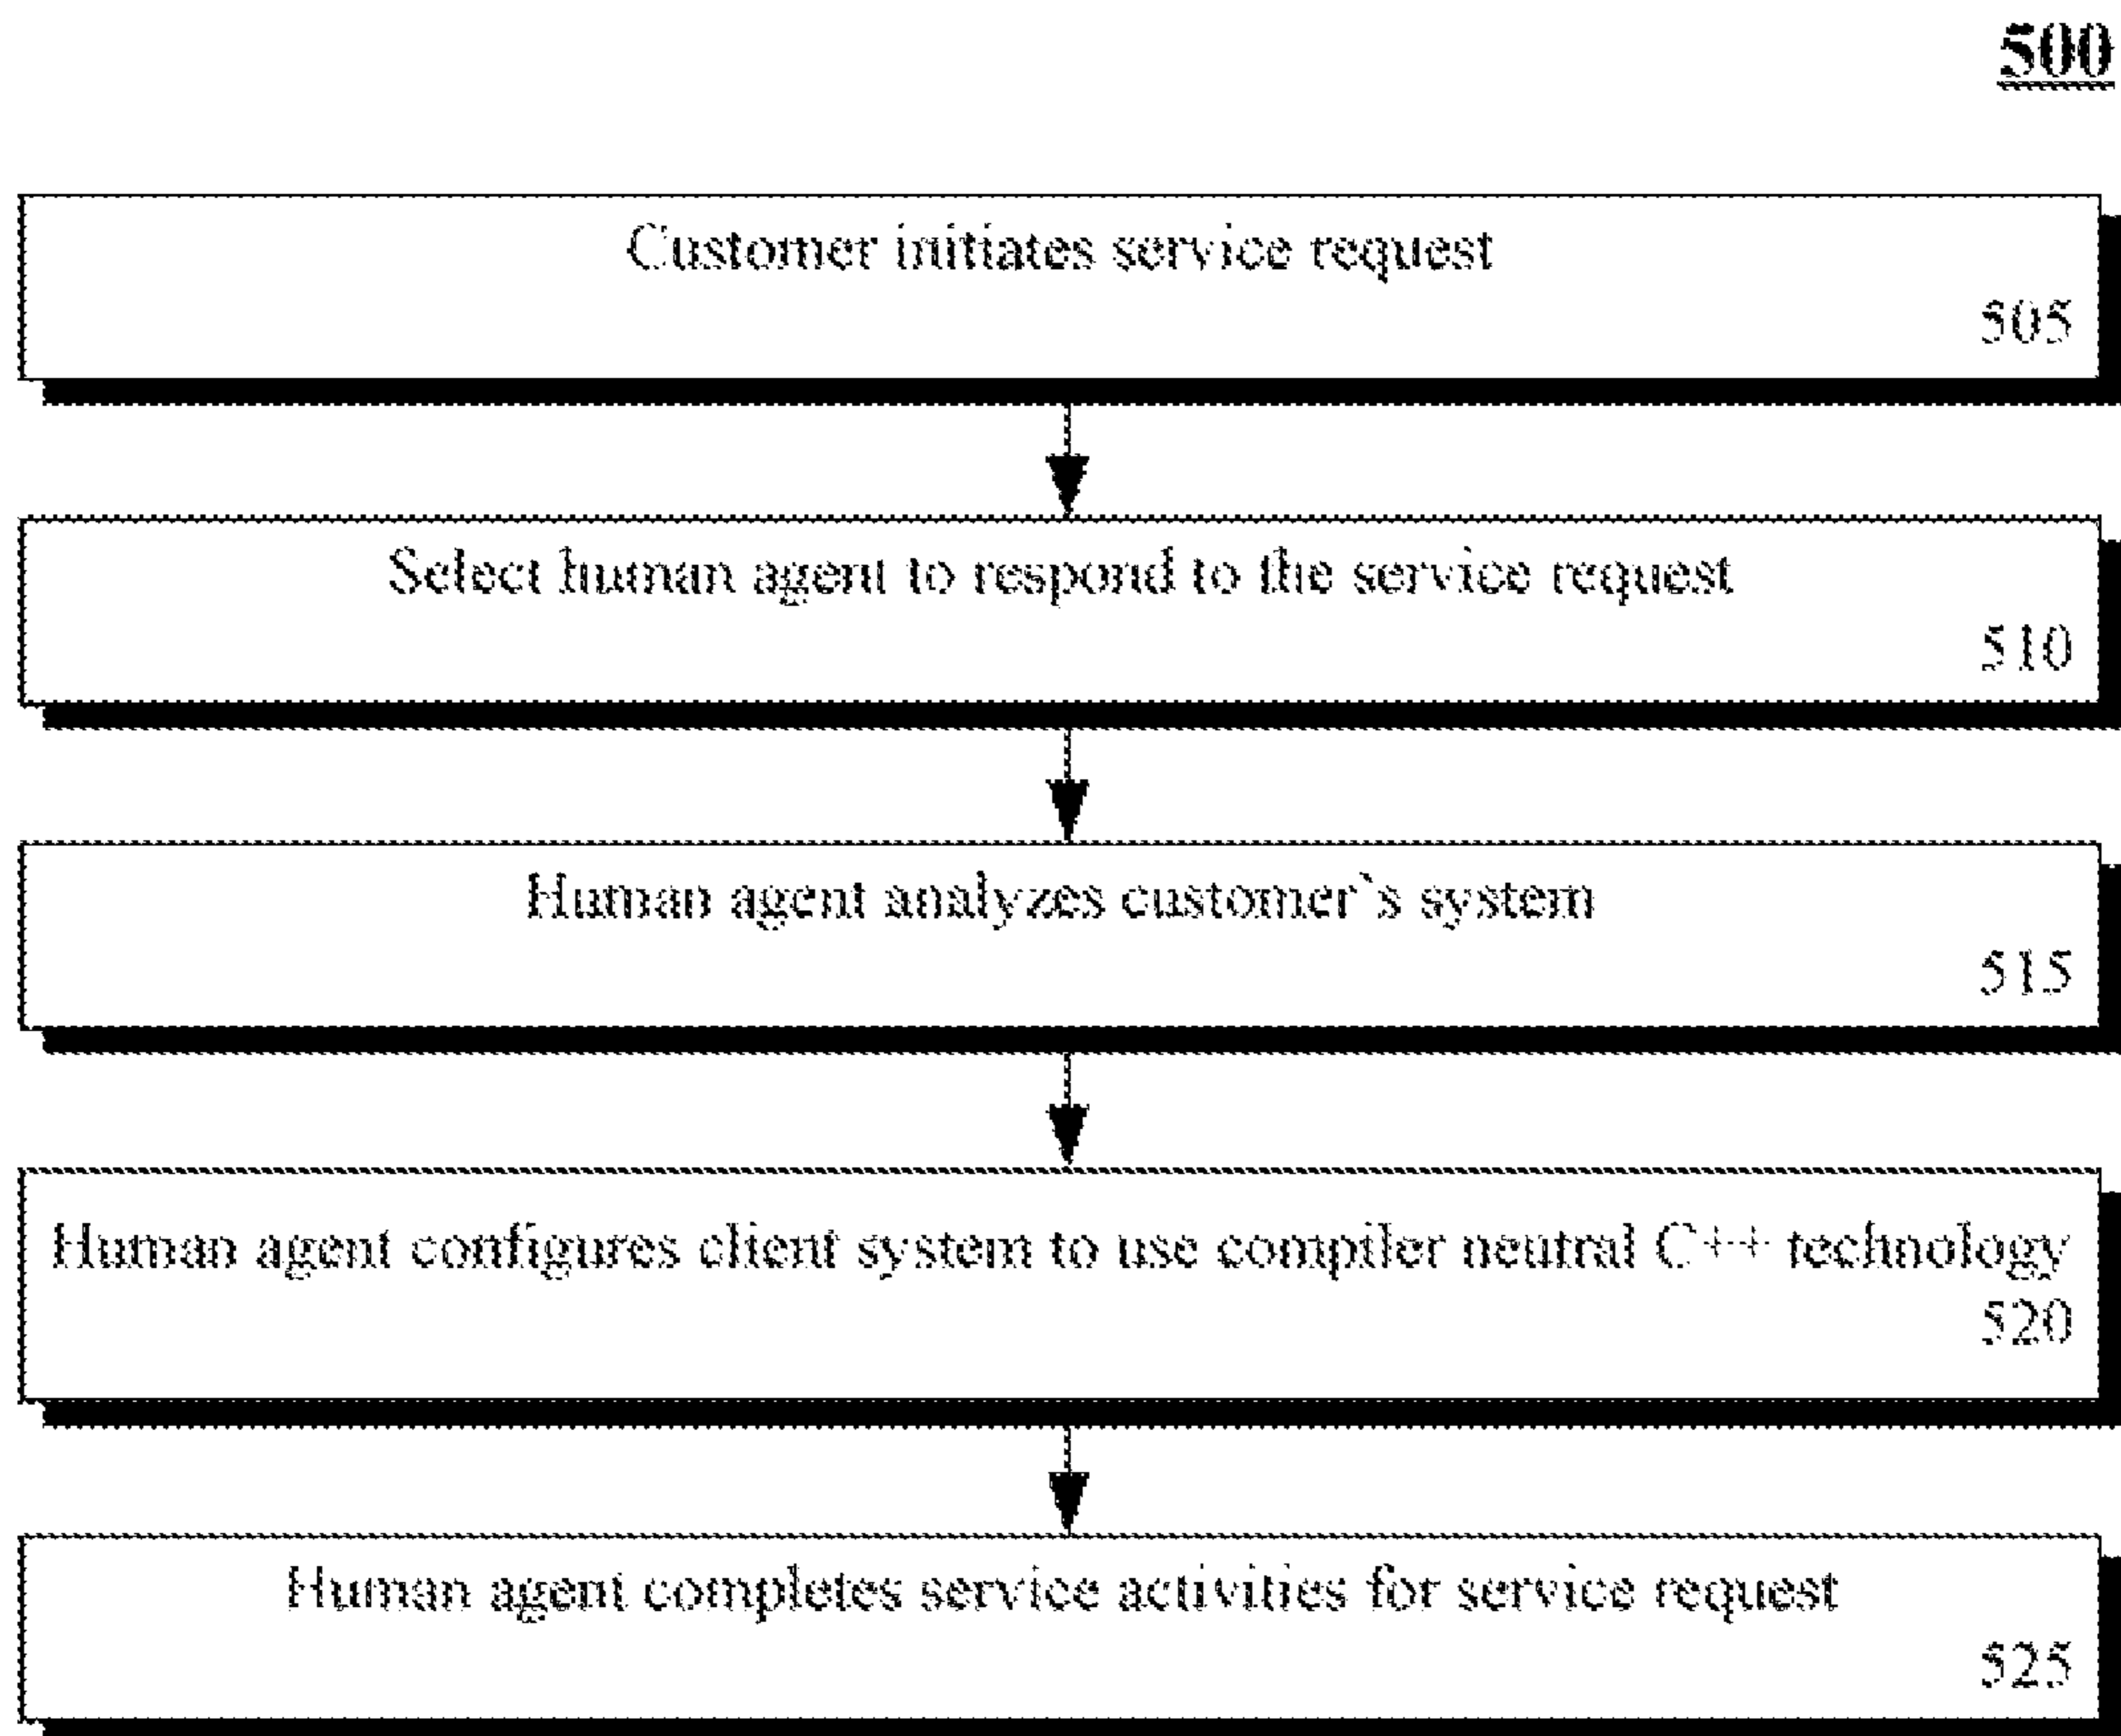 500
Customer initiates service request
505
Select human agent to respond to the service request
510
Human agent analyzes customer`s system
515
Human agent configures client system to use compiler neutral C++ technology
520
Human agent completes service activities for service request
525